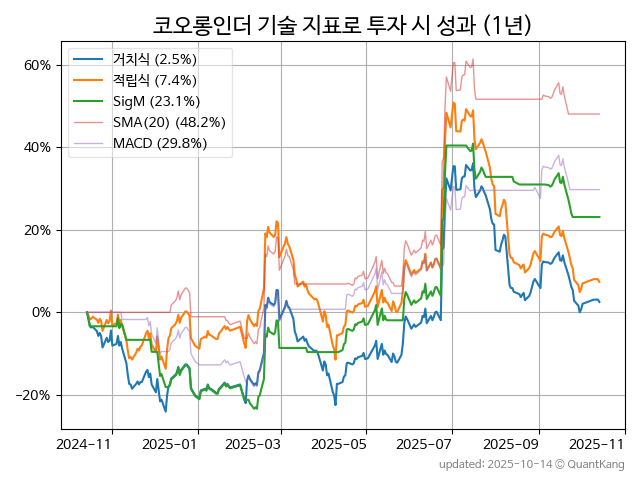 코오롱인더 기술 지표로 투자 시 성과 (1년)
거치식 (2.5%)
적립식 (7.4%)
SigM (23.1%)
SMA(20) (48.2%)
MACD (29.8%)
60%
40%
20%
0%
−20%
2024−11 2025−01 2025−03 2025−05 2025−07 2025−09 2025−11
updated: 2025-10-14 © QuantKang